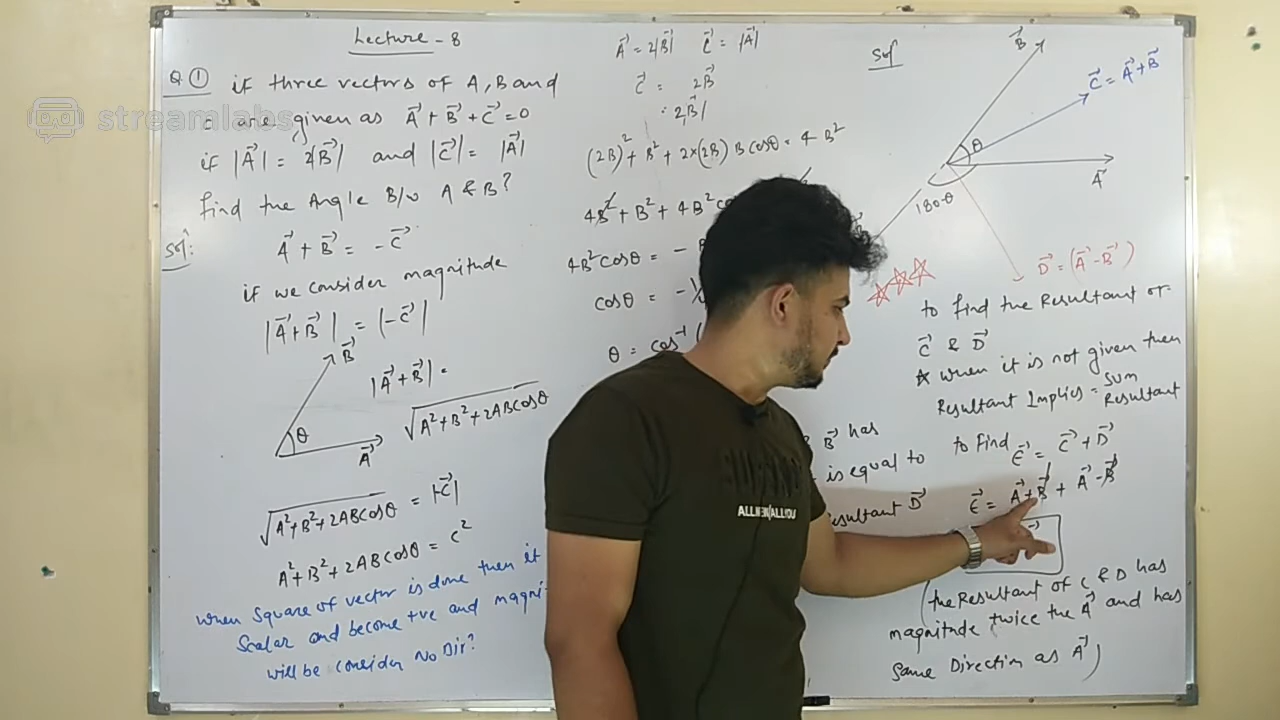 Lecture - 8
Q ① if three vectors of A, B and
C are given as A⃗ + B⃗ + C⃗ = 0
if |A⃗| = 2|B⃗| and |C⃗| = |A⃗|
find the Angle B/w A & B?
Sol:
A⃗ + B⃗ = - C⃗
if we consider magnitude
|A⃗ + B⃗| = |-C⃗|
B⃗
θ
A⃗
|A⃗ + B⃗| =
√A² + B² + 2ABcosθ
√A² + B² + 2ABcosθ = |-C⃗|
A² + B² + 2ABcosθ = c²
when Square of vector is done then it
Scalar and become +ve and magni
will be consider No Dir?
A⃗ = 2|B⃗| C⃗ = |A⃗|
C⃗ = 2B⃗
: 2|B⃗|
(2B)² + B² + 2×(2B) B cosθ = 4 B²
4B² + B² + 4B²co
4B²cosθ = -
cosθ = -
θ = cos⁻¹ (
B⃗ has
is equal to
D⃗
Sol
B⃗
C⃗ = A⃗ + B⃗
θ
A⃗
180-θ
D⃗ = (A⃗ - B⃗)
to find the Resultant of
C⃗ & D⃗
☆ when it is not given then
Resultant Implies = Sum
Resultant
to find E⃗ = C⃗ + D⃗
E⃗ = A⃗ + B⃗ + A⃗ - B⃗
(the Resultant of C & D has
magnitude twice the A⃗ and has
Same Direction as A⃗)
streamlabs
ALL ALL YOU